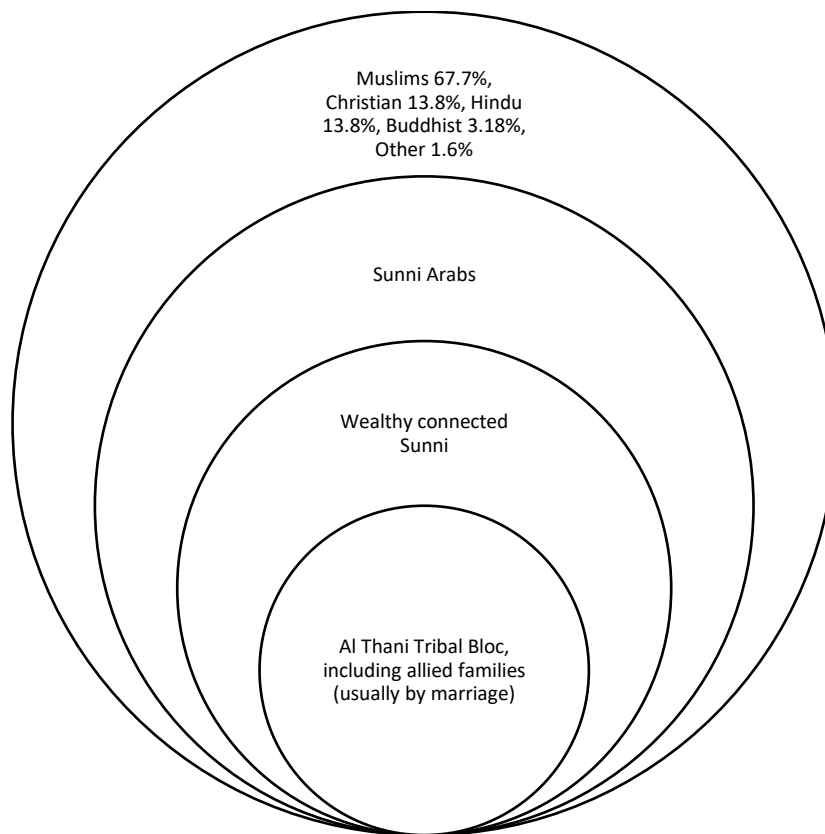 Muslims 67.7%,
Christian 13.8%, Hindu
13.8%, Buddhist 3.18%,
Other 1.6%
Sunni Arabs
Wealthy connected
Sunni
Al Thani Tribal Bloc,
including allied families
(usually by marriage)